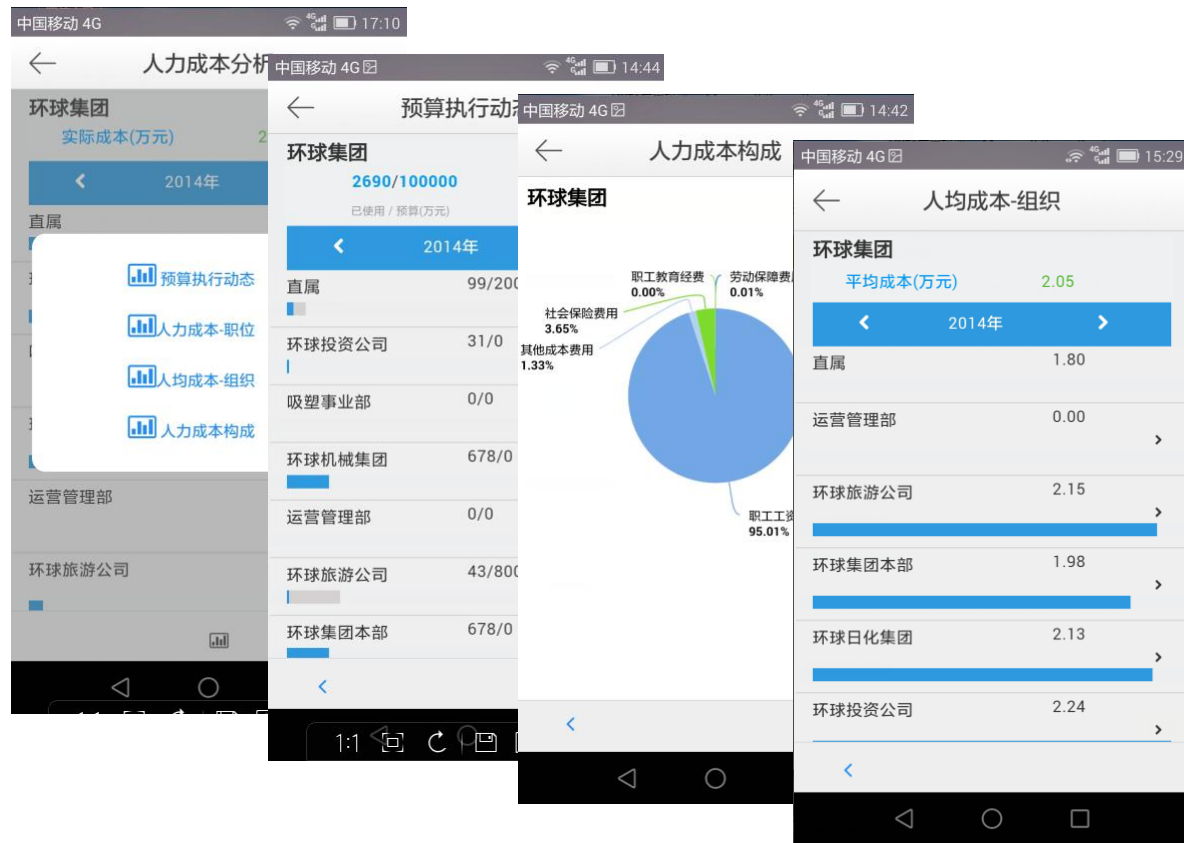 中国移动 4G
4G
17:10
人力成本分析
环球集团
实际成本(万元)
2
2014年
直属
预算执行动态
人力成本-职位
人均成本-组织
人力成本构成
运营管理部
环球旅游公司
中国移动 4G
4G
14:44
预算执行动
环球集团
2690/100000
已使用 / 预算(万元)
2014年
直属
99/200
环球投资公司
31/0
吸塑事业部
0/0
环球机械集团
678/0
运营管理部
0/0
环球旅游公司
43/800
环球集团本部
678/0
1:1
中国移动 4G
4G
14:42
人力成本构成
环球集团
职工教育经费
0.00%
劳动保障费
0.01%
社会保险费用
3.65%
其他成本费用
1.33%
职工工资
95.01%
中国移动 4G
4G
15:29
人均成本-组织
环球集团
平均成本(万元)
2.05
2014年
直属
1.80
运营管理部
0.00
环球旅游公司
2.15
环球集团本部
1.98
环球日化集团
2.13
环球投资公司
2.24